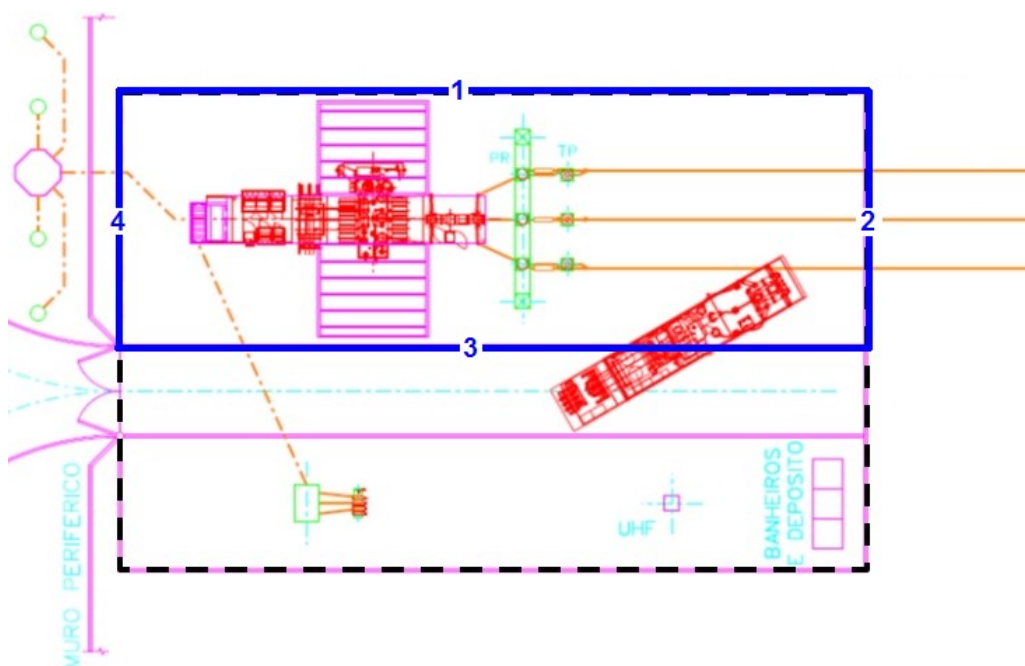 1
PR
TP
4
2
3
MURO PERIFERICO
UHF
BANHEIROS
E DEPOSITO